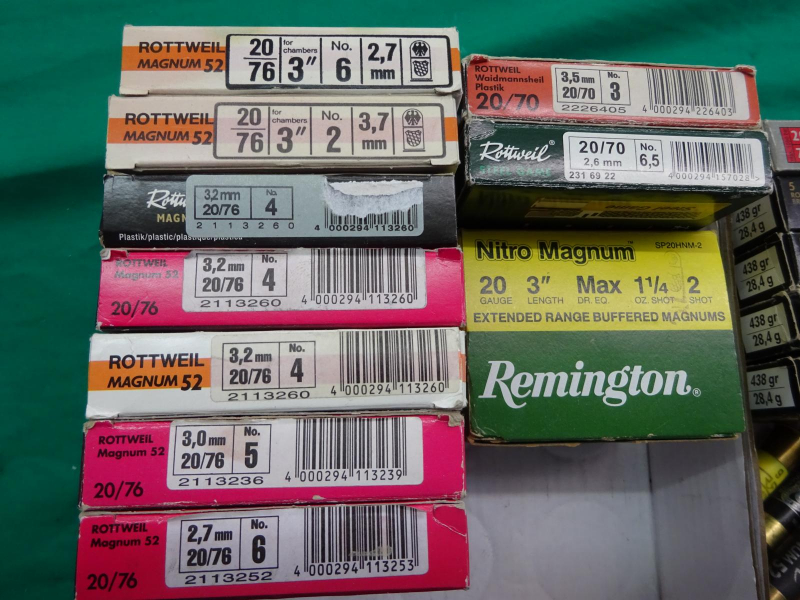 ROTTWEIL
MAGNUM 52
20
76
for
chambers
3"
No.
6
2,7
mm
ROTTWEIL
MAGNUM 52
20
76
for
chambers
3"
No.
2
3,7
mm
3,2 mm
20/76
No.
4
2113260
4 000294 113260
Plastik/plastic/plastique/plastico
ROTTWEIL
Magnum 52
20/76
3,2 mm
20/76
No.
4
2113260
4 000294 113260
ROTTWEIL
MAGNUM 52
3,2 mm
20/76
No.
4
2113260
4 000294 113260
ROTTWEIL
Magnum 52
20/76
3,0 mm
20/76
No.
5
2113236
4 000294 113239
ROTTWEIL
Magnum 52
20/76
2,7 mm
20/76
No.
6
2113252
4 000294 113253
ROTTWEIL
Waidmannsheil
Plastik
20/70
3,5 mm
20/70
No.
3
2226405
4 000294 226403
Rottweil
20/70
2,6 mm
No.
6,5
231 69 22
4 000294 157028 >
Nitro Magnum
SP20HNM-2
20 3" Max 1 1/4 2
GAUGE LENGTH DR. EQ. OZ. SHOT SHOT
EXTENDED RANGE BUFFERED MAGNUMS
Remington®
438 gr
28,4 g
438 gr
28,4 g
438 gr
28,4 g
438 gr
28,4 g